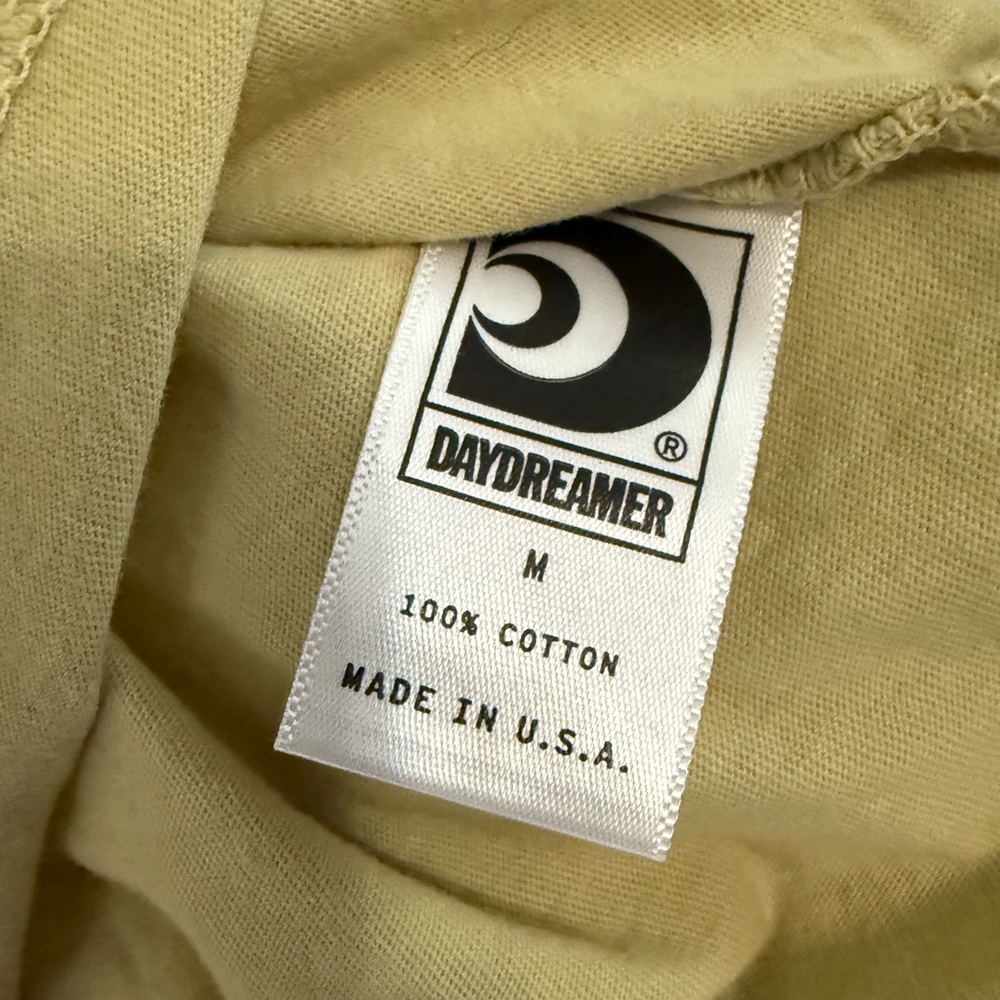 ®
DAYDREAMER
M
100% COTTON
MADE IN U.S.A.